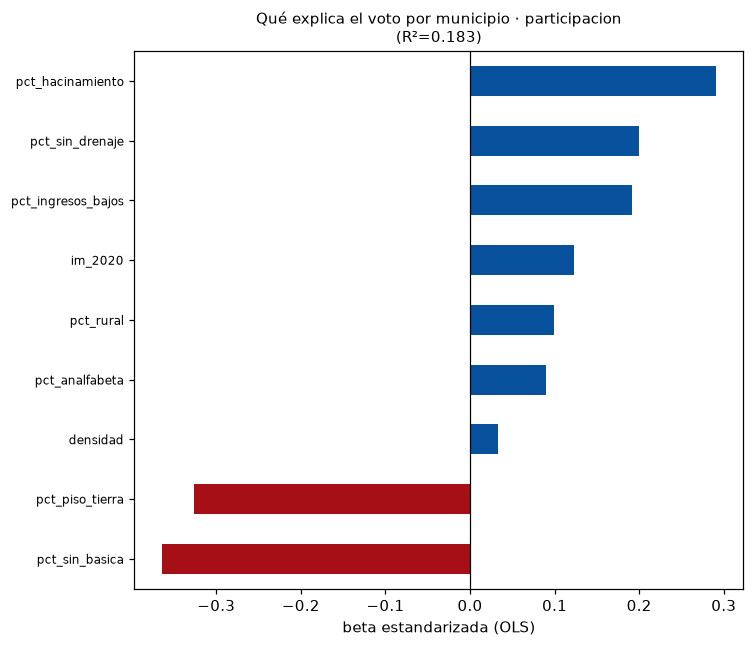 Qué explica el voto por municipio · participacion
(R²=0.183)
pct_hacinamiento
pct_sin_drenaje
pct_ingresos_bajos
im_2020
pct_rural
pct_analfabeta
densidad
pct_piso_tierra
pct_sin_basica
−0.3 −0.2 −0.1 0.0 0.1 0.2 0.3
beta estandarizada (OLS)